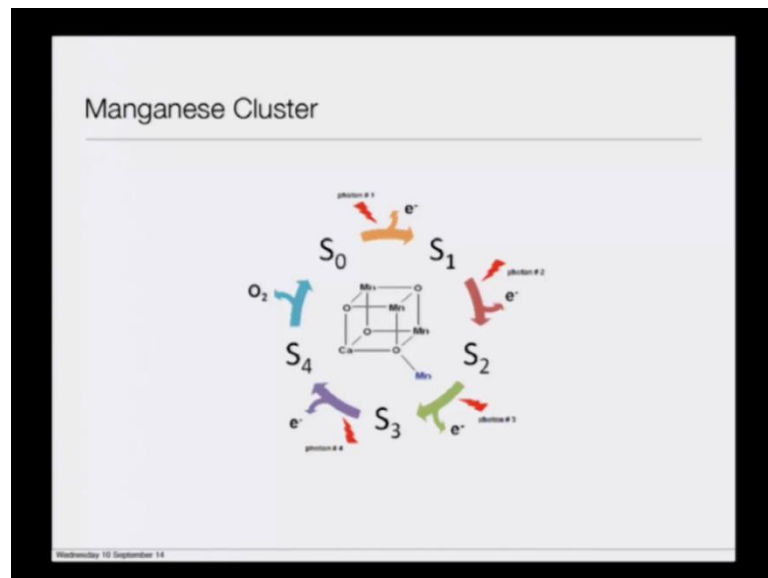 Manganese Cluster
photon # 1
e-
S0
S1
photon # 2
O2
e-
Mn
O
O
Mn
O
Mn
Ca
O
Mn
S4
S2
e-
S3
e-
photon # 3
photon # 4
Wednesday 10 September 14